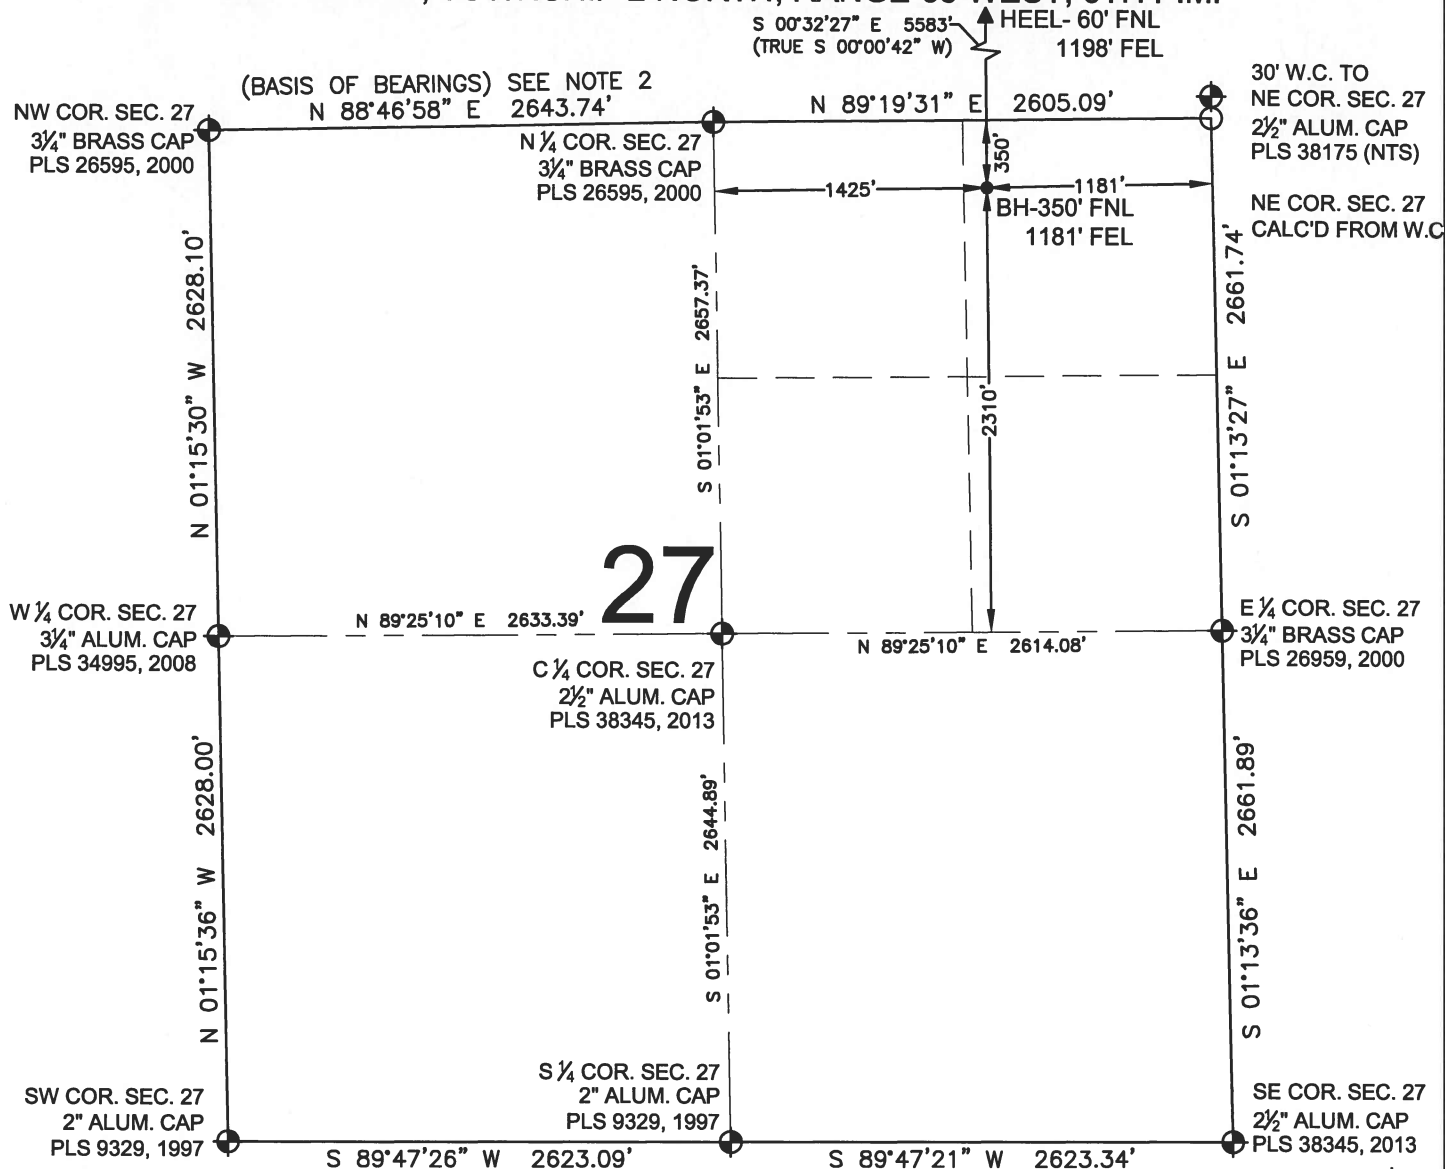 S 00°32'27" E 5583'
(TRUE S 00°00'42" W)
HEEL- 60' FNL
1198' FEL
(BASIS OF BEARINGS) SEE NOTE 2
N 88°46'58" E 2643.74'
N 89°19'31" E 2605.09'
30' W.C. TO
NE COR. SEC. 27
2½" ALUM. CAP
PLS 38175 (NTS)
NW COR. SEC. 27
3¼" BRASS CAP
PLS 26595, 2000
N ¼ COR. SEC. 27
3¼" BRASS CAP
PLS 26595, 2000
350'
1425'
1181'
BH-350' FNL
1181' FEL
NE COR. SEC. 27
CALC'D FROM W.C
N 01°15'30" W 2628.10'
S 01°01'53" E 2657.37'
2310'
S 01°13'27" E 2661.74'
27
W ¼ COR. SEC. 27
3¼" ALUM. CAP
PLS 34995, 2008
N 89°25'10" E 2633.39'
N 89°25'10" E 2614.08'
E ¼ COR. SEC. 27
3¼" BRASS CAP
PLS 26959, 2000
C ¼ COR. SEC. 27
2½" ALUM. CAP
PLS 38345, 2013
N 01°15'36" W 2628.00'
S 01°01'53" E 2644.89'
S 01°13'36" E 2661.89'
SW COR. SEC. 27
2" ALUM. CAP
PLS 9329, 1997
S ¼ COR. SEC. 27
2" ALUM. CAP
PLS 9329, 1997
SE COR. SEC. 27
2½" ALUM. CAP
PLS 38345, 2013
S 89°47'26" W 2623.09'
S 89°47'21" W 2623.34'